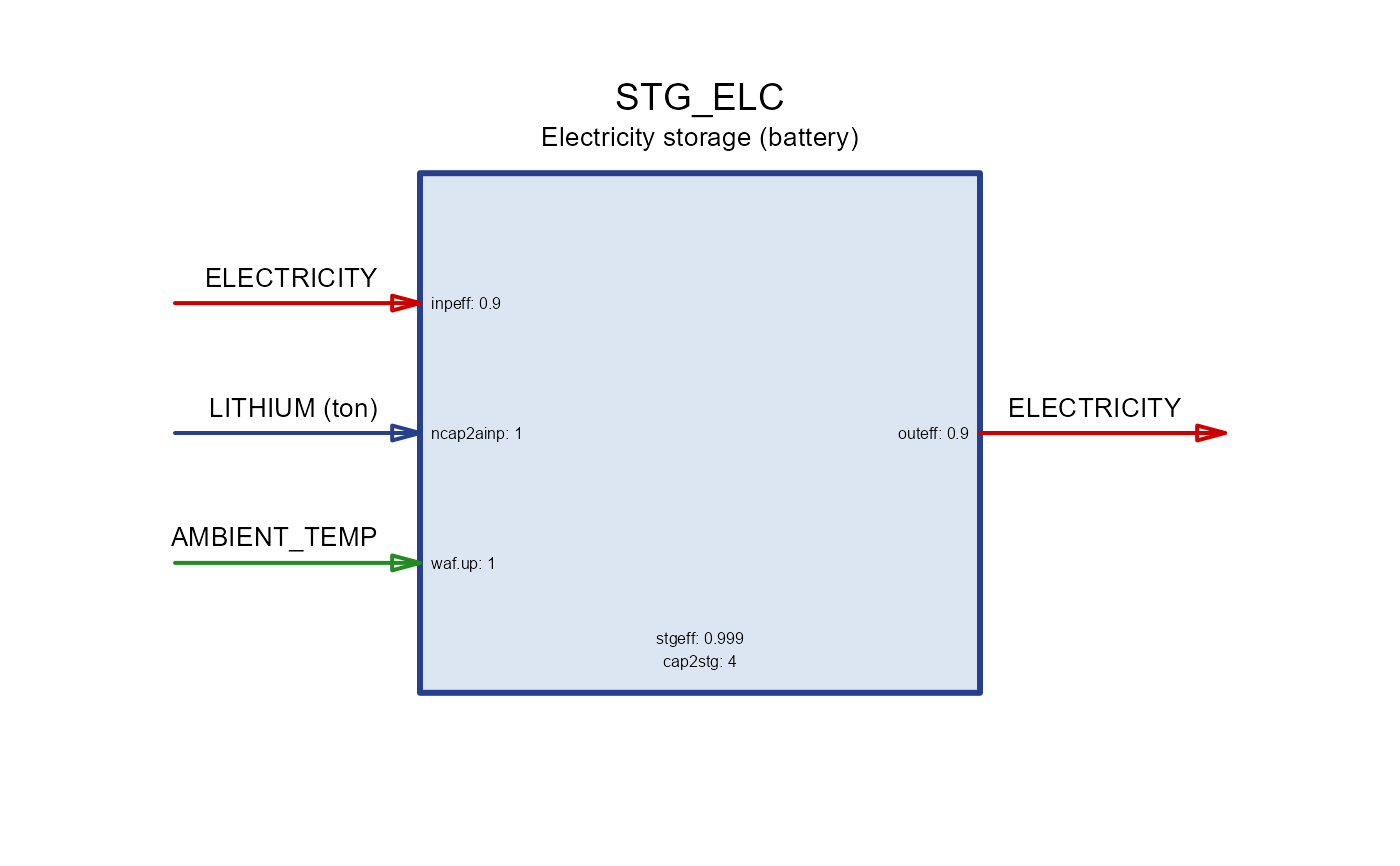 STG_ELC
Electricity storage (battery)
ELECTRICITY
inpeff: 0.9
LITHIUM (ton)
ncap2ainp: 1
outeff: 0.9
ELECTRICITY
AMBIENT_TEMP
waf.up: 1
stgeff: 0.999
cap2stg: 4